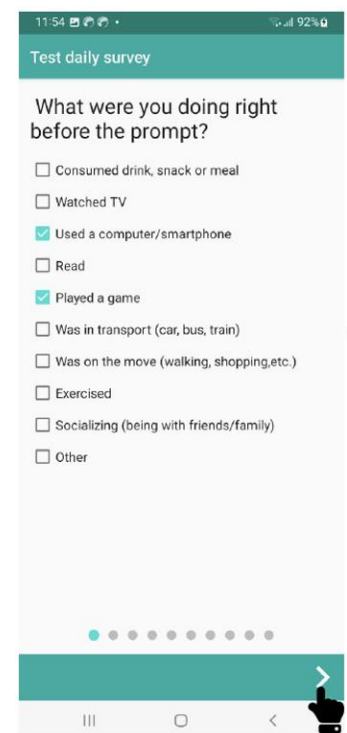 11:54 92%
Test daily survey
What were you doing right
before the prompt?
Consumed drink, snack or meal
Watched TV
Used a computer/smartphone
Read
Played a game
Was in transport (car, bus, train)
Was on the move (walking, shopping,etc.)
Exercised
Socializing (being with friends/family)
Other